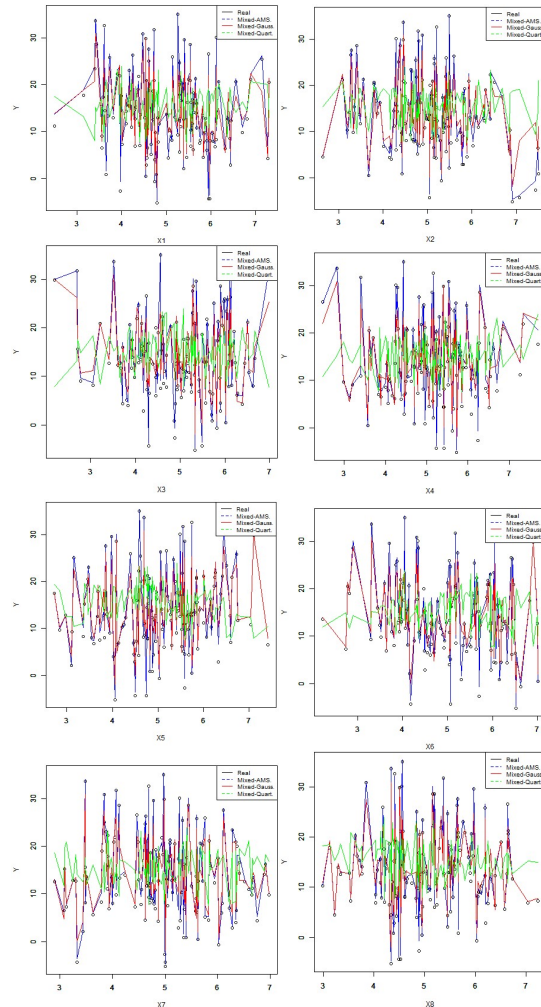 Real
Mixed-AMS.
Mixed-Gauss.
Mixed-Quart.
30
20
10
0
Y
3 4 5 6 7
X1
Real
Mixed-AMS.
Mixed-Gauss.
Mixed-Quart.
30
20
10
0
Y
3 4 5 6 7
X2
Real
Mixed-AMS.
Mixed-Gauss.
Mixed-Quart.
30
20
10
0
Y
3 4 5 6 7
X3
Real
Mixed-AMS.
Mixed-Gauss.
Mixed-Quart.
30
20
10
0
Y
3 4 5 6 7
X4
Real
Mixed-AMS.
Mixed-Gauss.
Mixed-Quart.
30
20
10
0
Y
3 4 5 6 7
X5
Real
Mixed-AMS.
Mixed-Gauss.
Mixed-Quart.
30
20
10
0
Y
3 4 5 6 7
X6
Real
Mixed-AMS.
Mixed-Gauss.
Mixed-Quart.
30
20
10
0
Y
3 4 5 6 7
X7
Real
Mixed-AMS.
Mixed-Gauss.
Mixed-Quart.
30
20
10
0
Y
3 4 5 6 7
X8